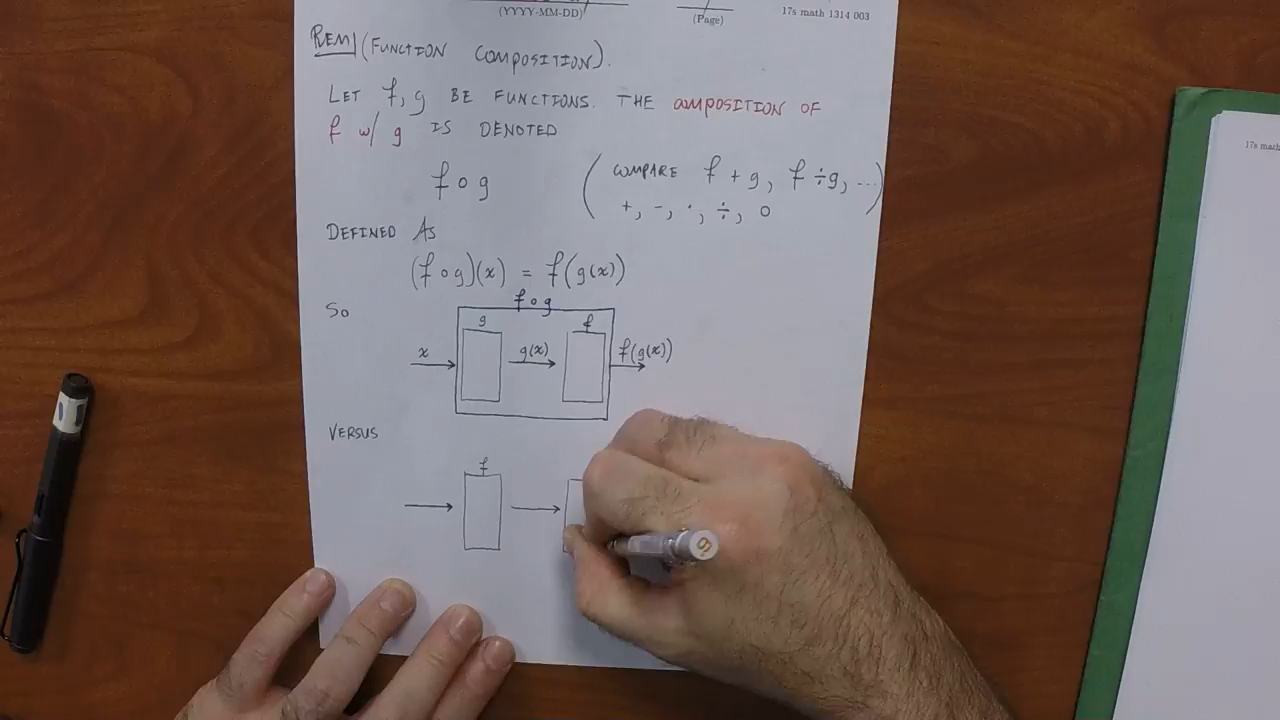 (YYYY-MM-DD)
(Page)
17s math 1314 003
REM (FUNCTION COMPOSITION).
LET f, g BE FUNCTIONS. THE COMPOSITION OF
f w/ g IS DENOTED
f ∘ g
( COMPARE f + g, f ÷ g, ... )
+, -, ·, ÷, ∘
DEFINED AS
(f ∘ g)(x) = f(g(x))
SO
f ∘ g
g
f
x
g(x)
f(g(x))
VERSUS
f
17s math